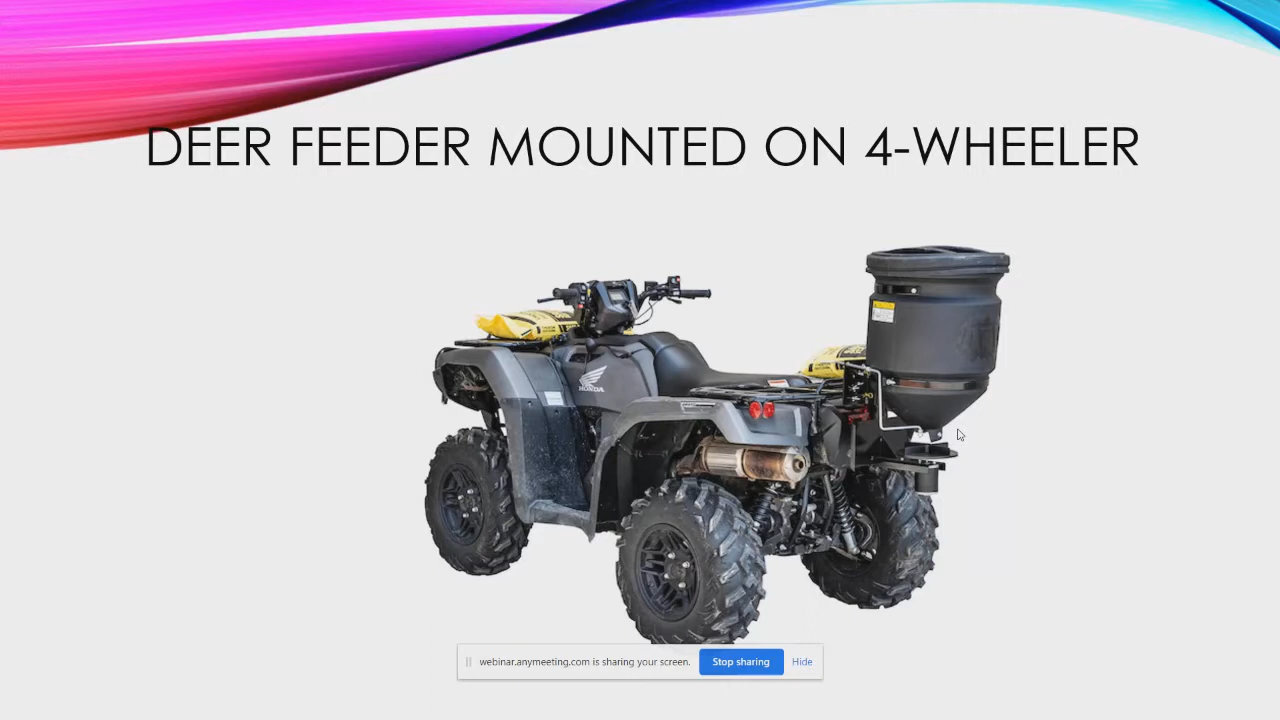 DEER FEEDER MOUNTED ON 4-WHEELER
HONDA
webinar.anymeeting.com is sharing your screen.
Stop sharing
Hide